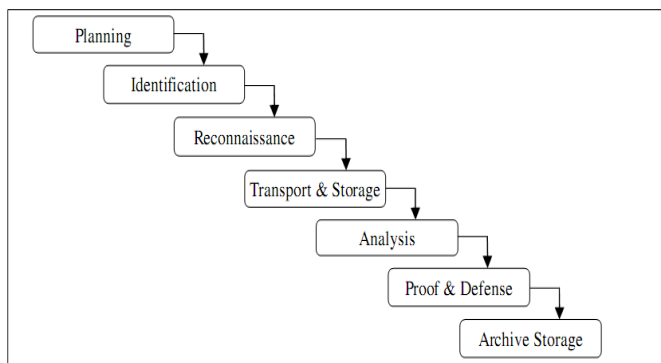 Planning
Identification
Reconnaissance
Transport & Storage
Analysis
Proof & Defense
Archive Storage